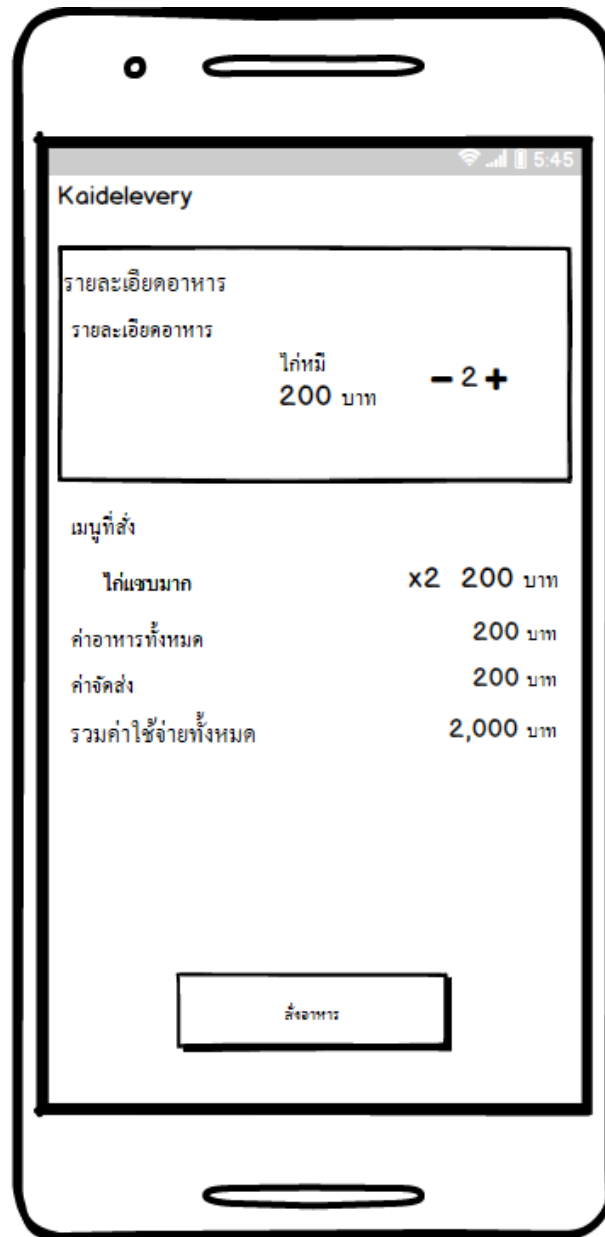 5:45
Kaidelevery
รายละเอียดอาหาร
รายละเอียดอาหาร
ไก่หมี
200 บาท
2
เมนูที่สั่ง
ไก่แซบมาก x2 200 บาท
ค่าอาหารทั้งหมด 200 บาท
ค่าจัดส่ง 200 บาท
รวมค่าใช้จ่ายทั้งหมด 2,000 บาท
สั่งอาหาร